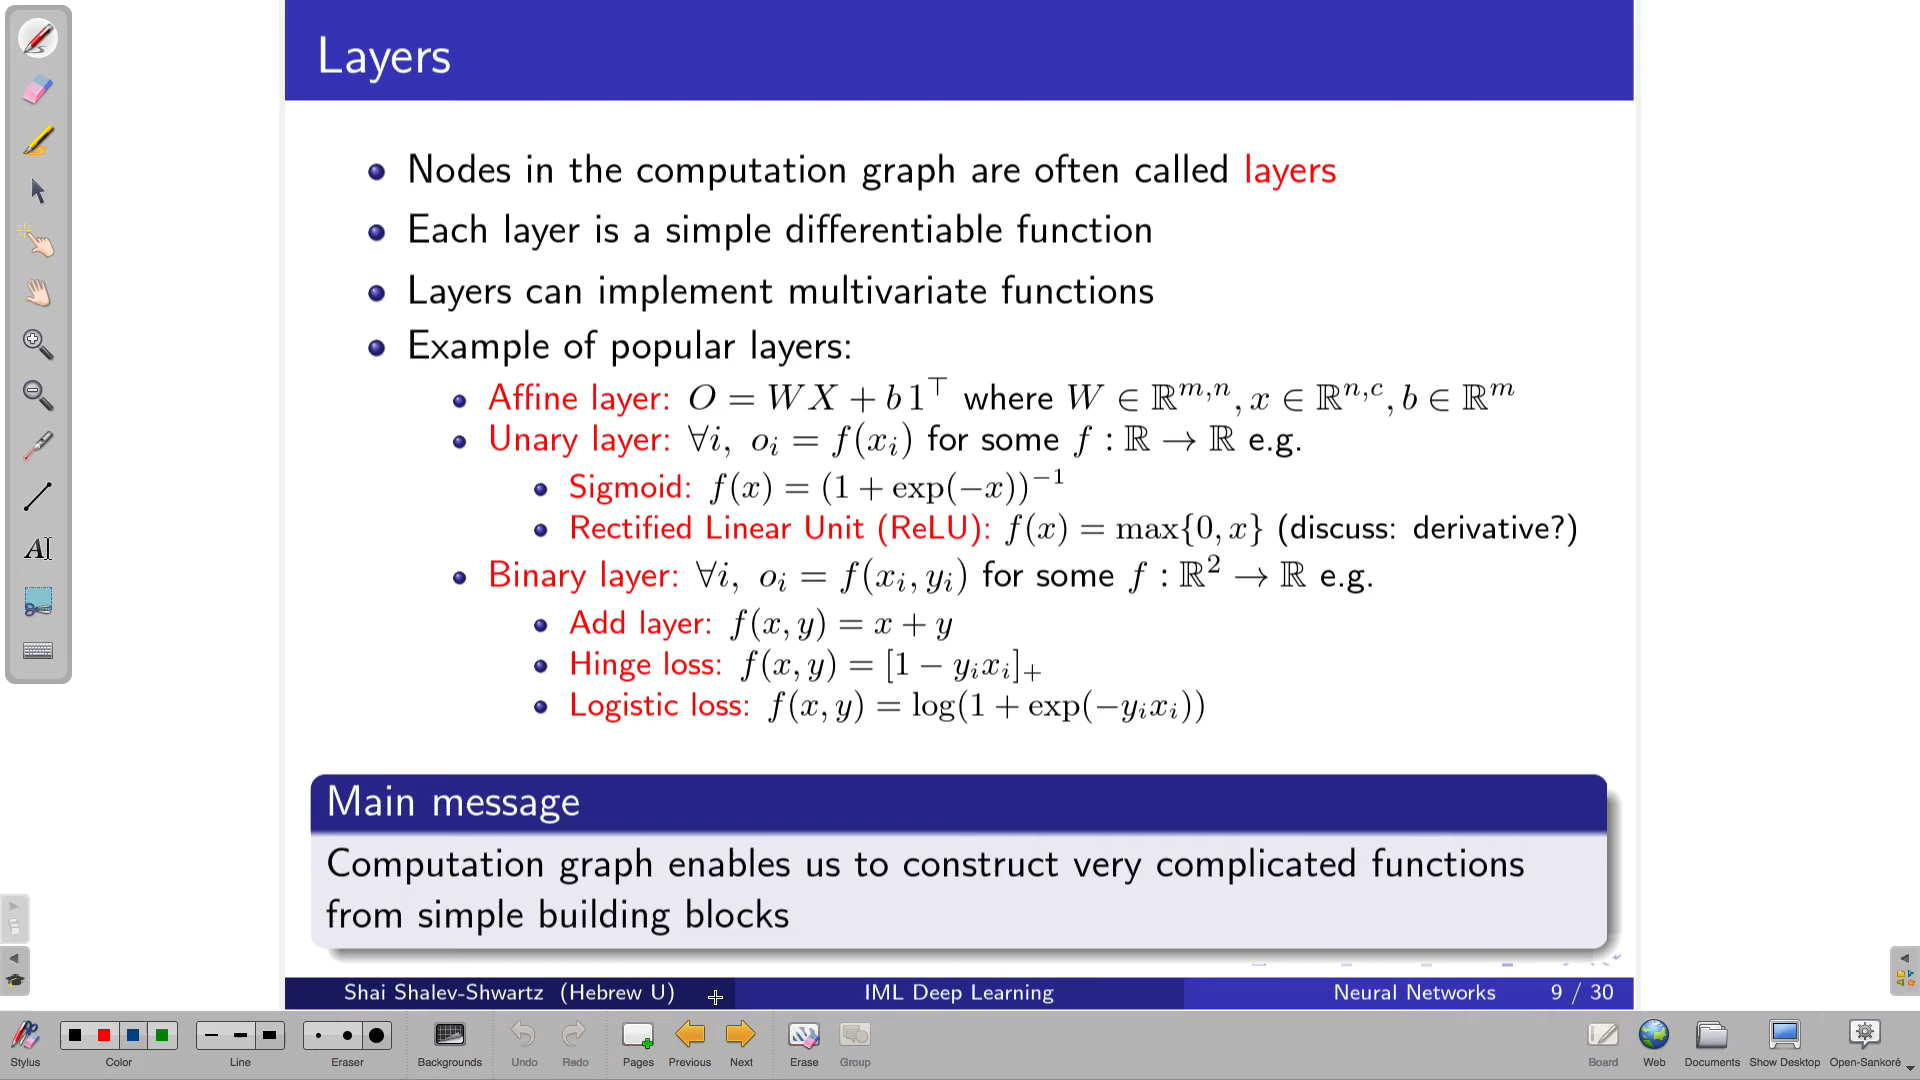 Layers
Nodes in the computation graph are often called layers
Each layer is a simple differentiable function
Layers can implement multivariate functions
Example of popular layers:
Affine layer: O = WX + b 1^⊤ where W ∈ ℝ^{m,n}, x ∈ ℝ^{n,c}, b ∈ ℝ^m
Unary layer: ∀i, o_i = f(x_i) for some f : ℝ → ℝ e.g.
Sigmoid: f(x) = (1 + exp(−x))^{−1}
Rectified Linear Unit (ReLU): f(x) = max{0, x} (discuss: derivative?)
Binary layer: ∀i, o_i = f(x_i, y_i) for some f : ℝ^2 → ℝ e.g.
Add layer: f(x, y) = x + y
Hinge loss: f(x, y) = [1 − y_i x_i]_+
Logistic loss: f(x, y) = log(1 + exp(−y_i x_i))
Main message
Computation graph enables us to construct very complicated functions
from simple building blocks
Shai Shalev-Shwartz (Hebrew U) IML Deep Learning Neural Networks 9 / 30
Stylus Color Line Eraser Backgrounds Undo Redo Pages Previous Next Erase Group Board Web Documents Show Desktop Open-Sankoré